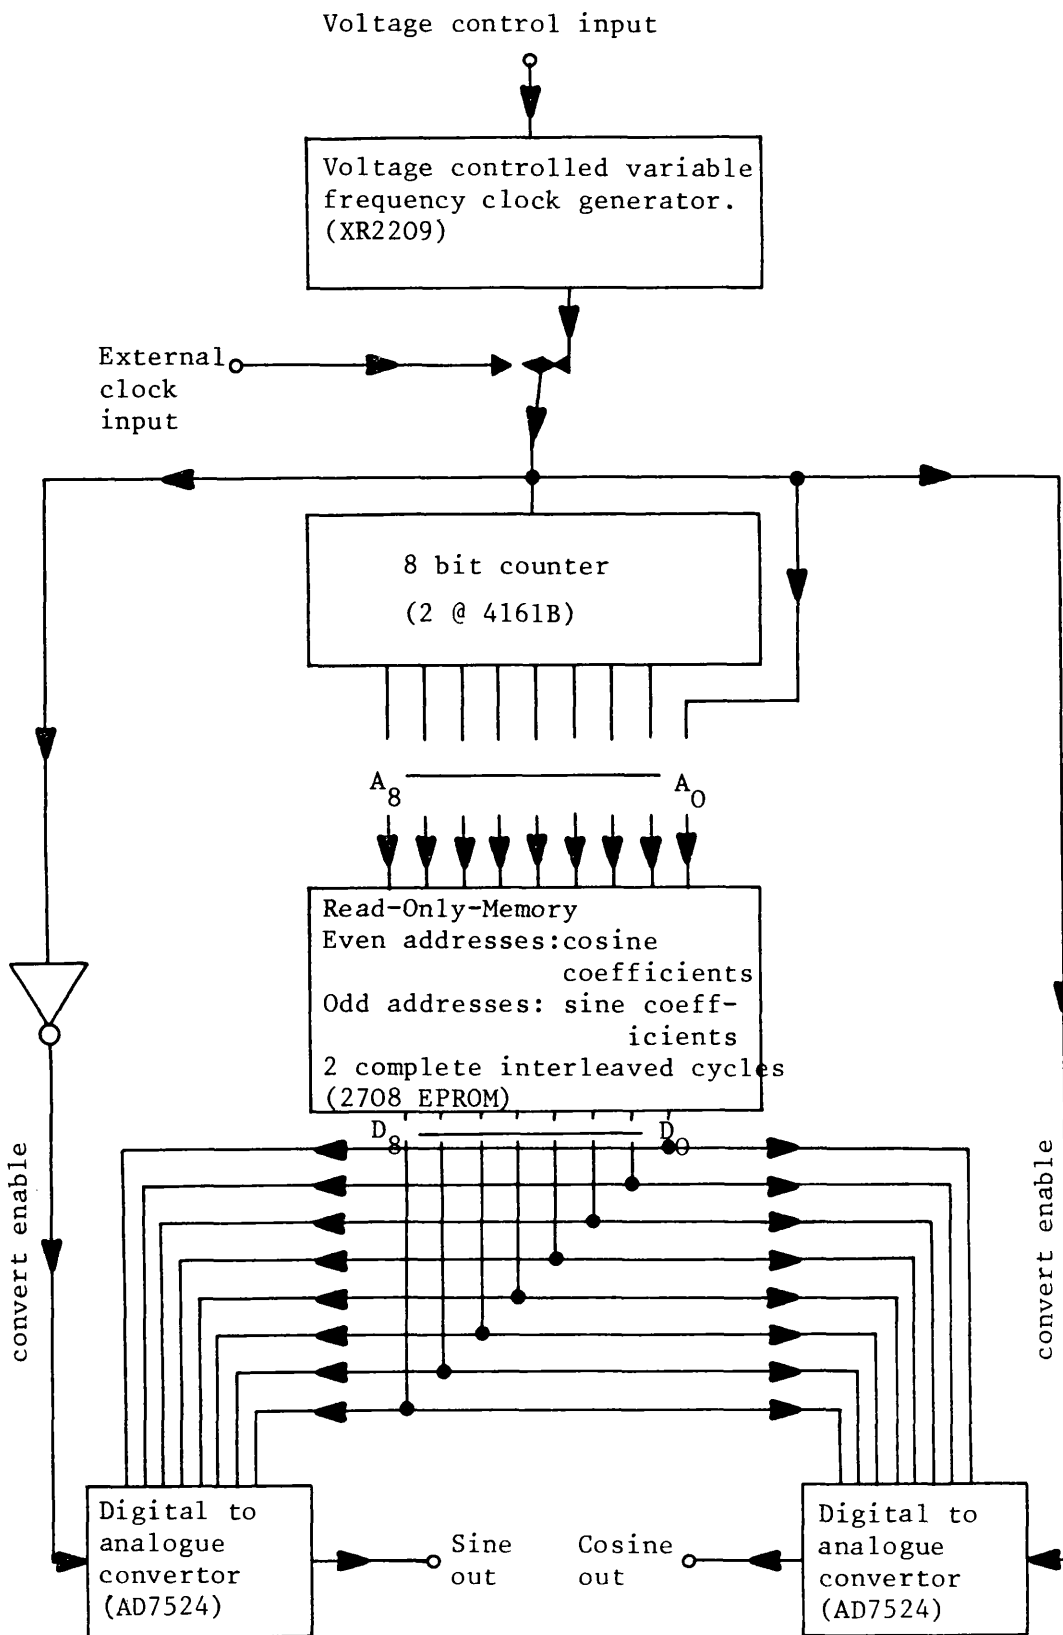 Voltage control input
Voltage controlled variable
frequency clock generator.
(XR2209)
External
clock
input
8 bit counter
(2 @ 4161B)
A8 A0
Read-Only-Memory
Even addresses:cosine
coefficients
Odd addresses: sine coeff-
icients
2 complete interleaved cycles
(2708 EPROM)
D8 D0
convert enable
convert enable
Digital to
analogue
convertor
(AD7524)
Sine
out
Cosine
out
Digital to
analogue
convertor
(AD7524)